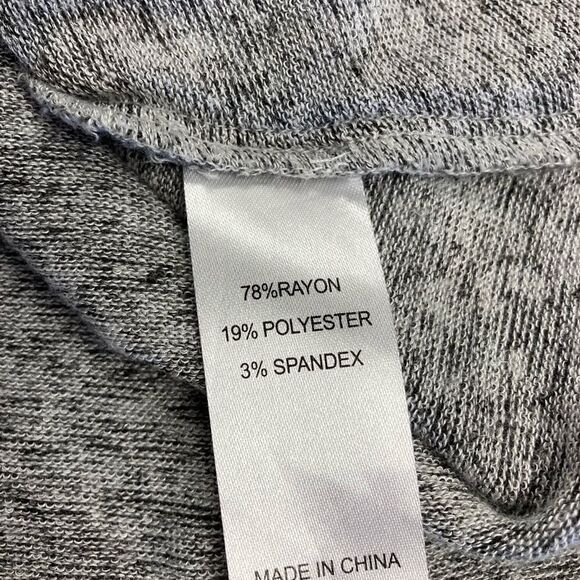 78%RAYON
19% POLYESTER
3% SPANDEX
MADE IN CHINA